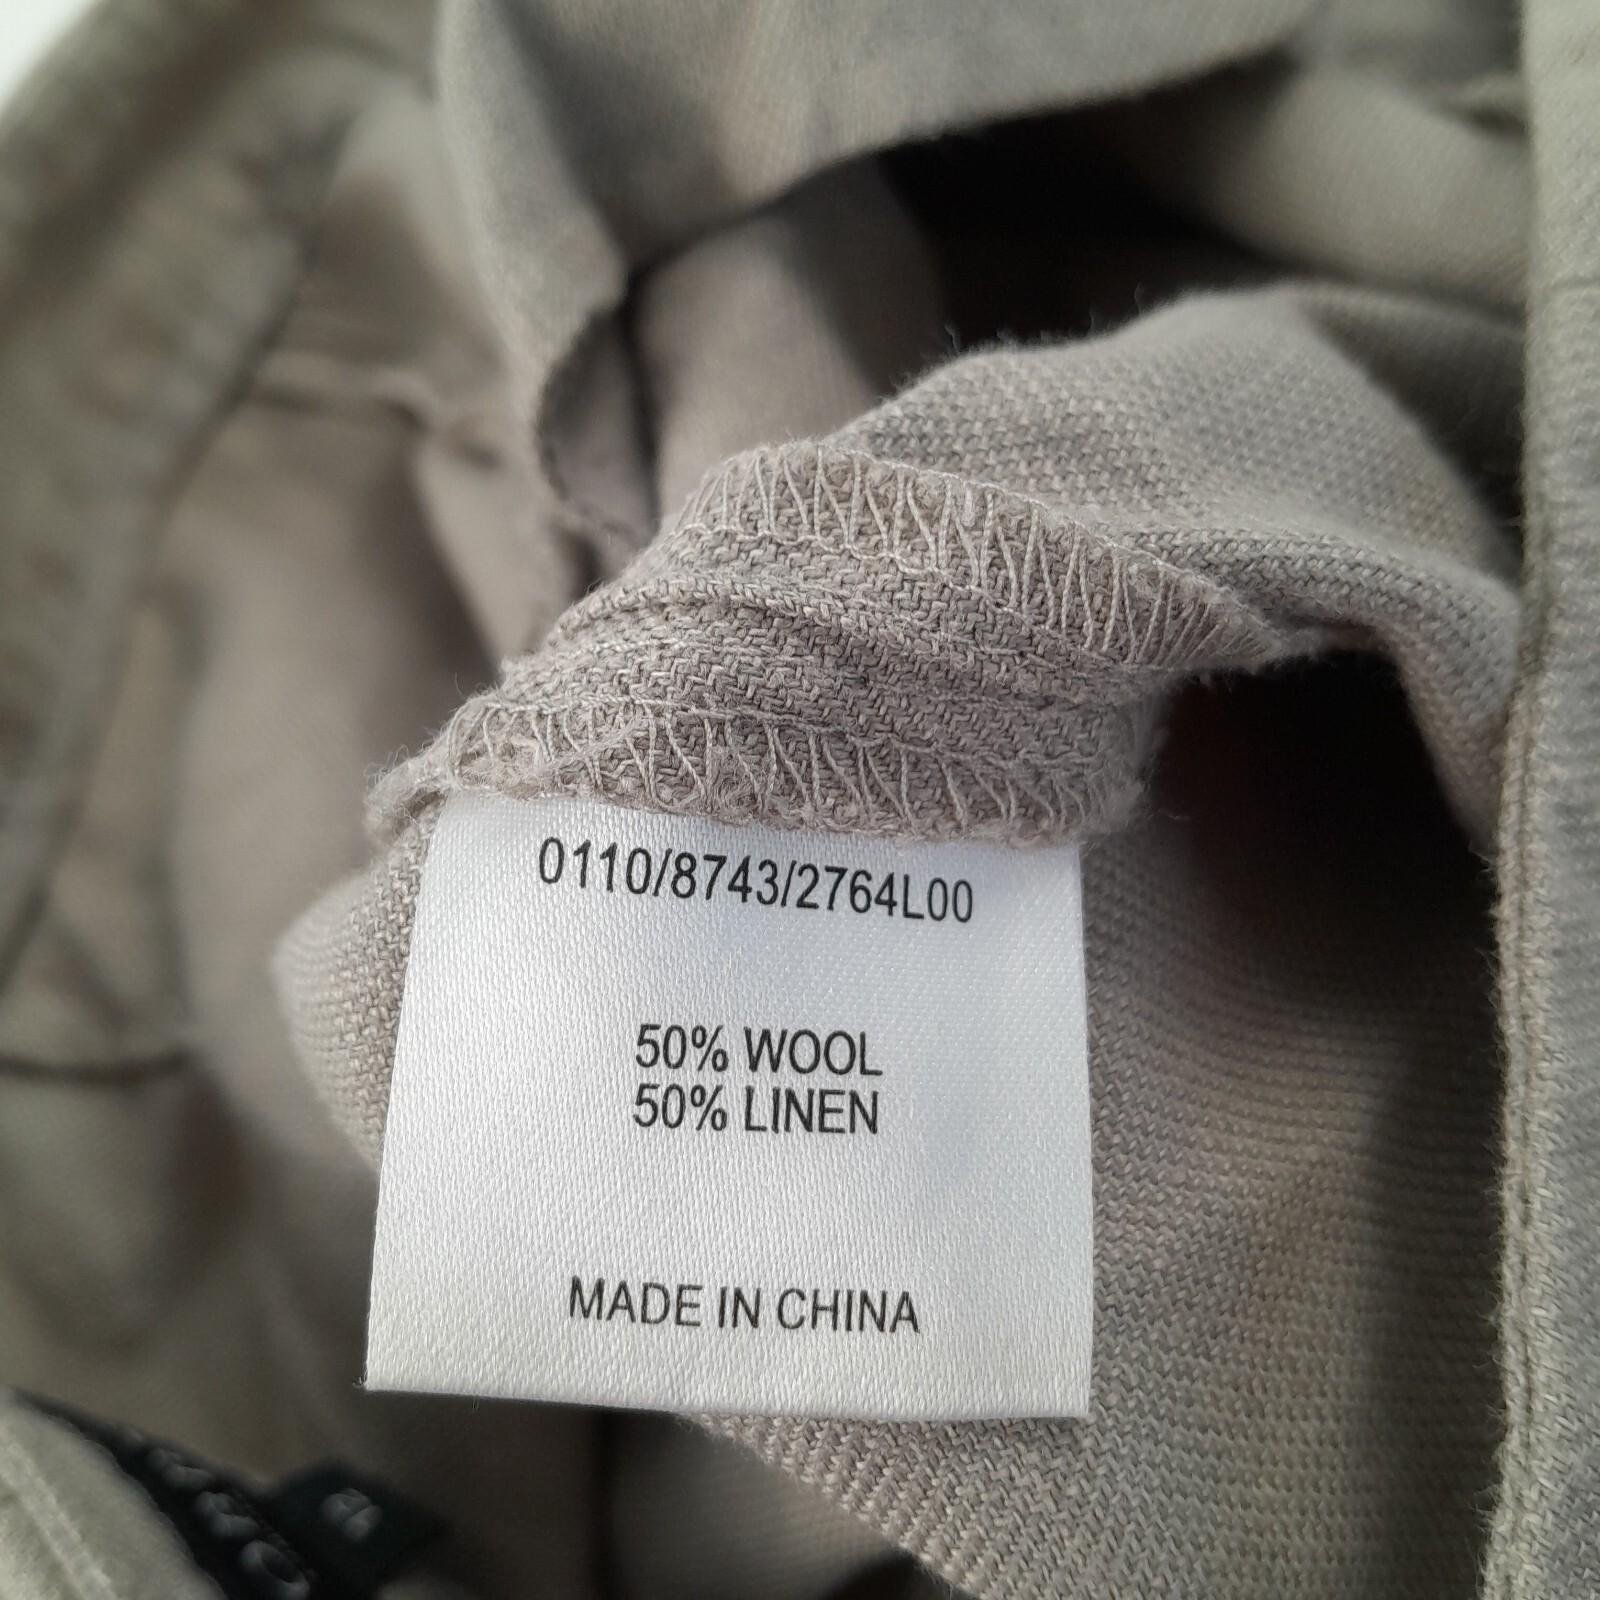 0110/8743/2764L00
50% WOOL
50% LINEN
MADE IN CHINA